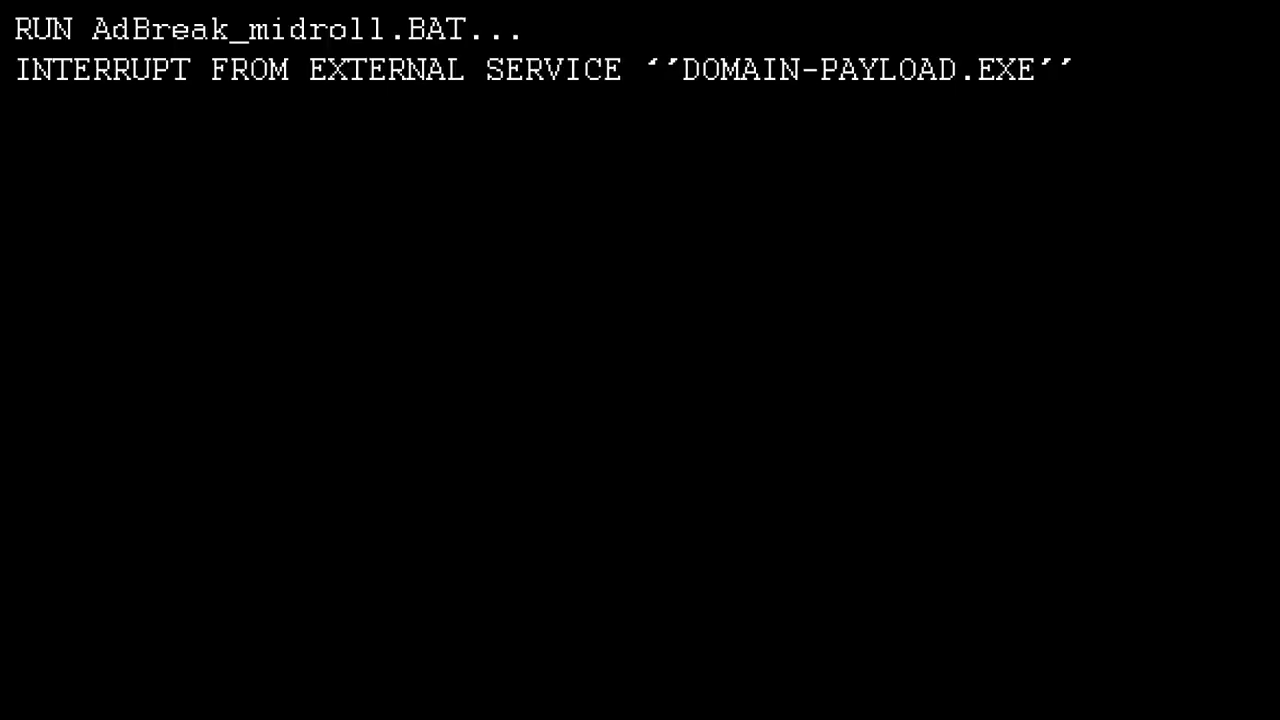 RUN AdBreak_midroll.BAT...
INTERRUPT FROM EXTERNAL SERVICE ‘’DOMAIN-PAYLOAD.EXE’’